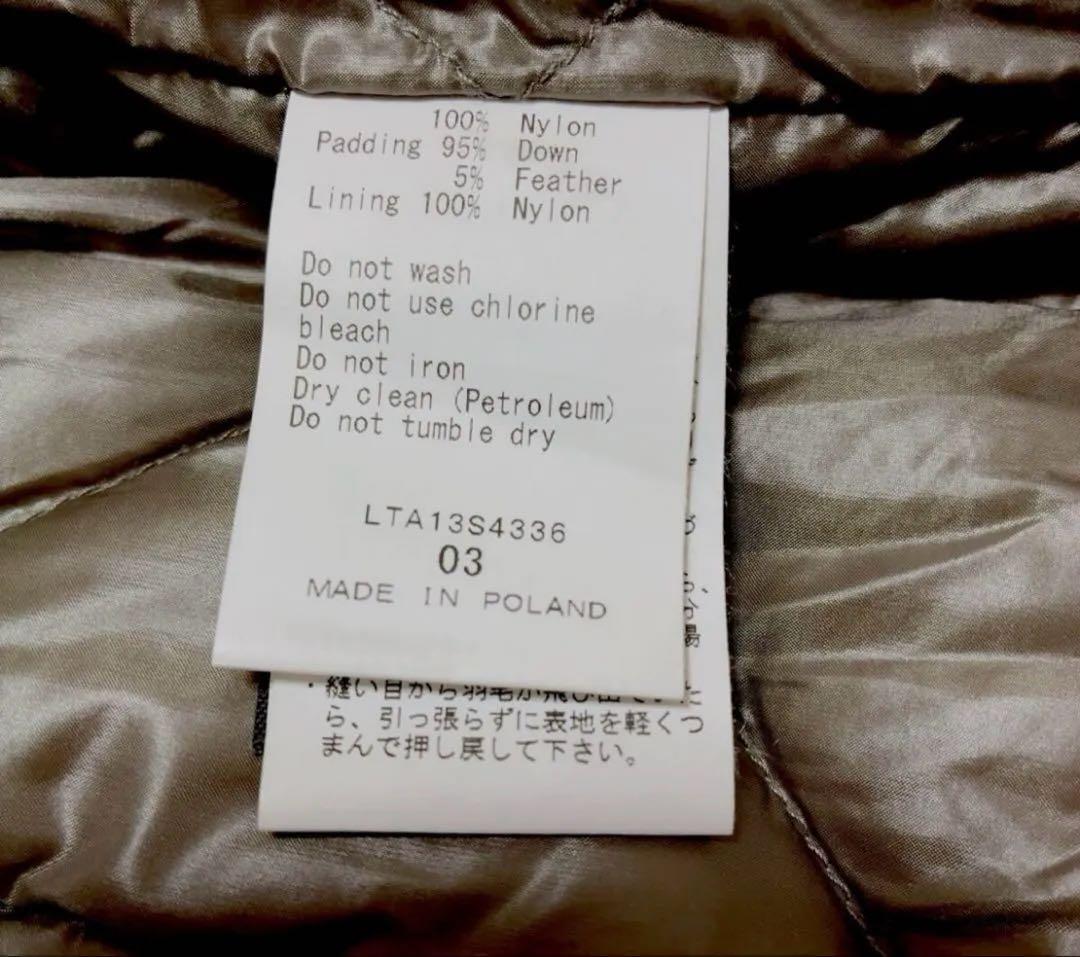 100% Nylon
Padding 95% Down
5% Feather
Lining 100% Nylon
Do not wash
Do not use chlorine
bleach
Do not iron
Dry clean (Petroleum)
Do not tumble dry
LTA13S4336
03
MADE IN POLAND
・縫い目から羽毛が飛び出ていた
ら、引っ張らずに表地を軽くつ
まんで押し戻して下さい。